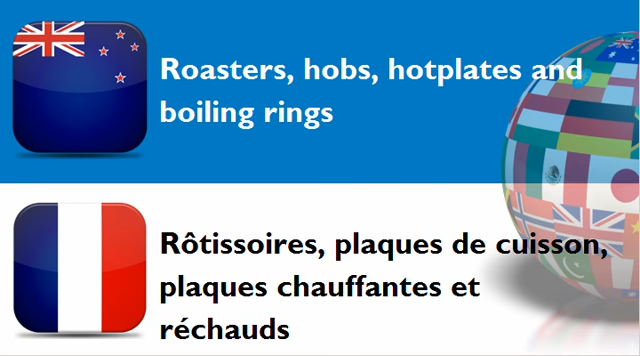 Roasters, hobs, hotplates and
boiling rings
Rôtissoires, plaques de cuisson,
plaques chauffantes et
réchauds